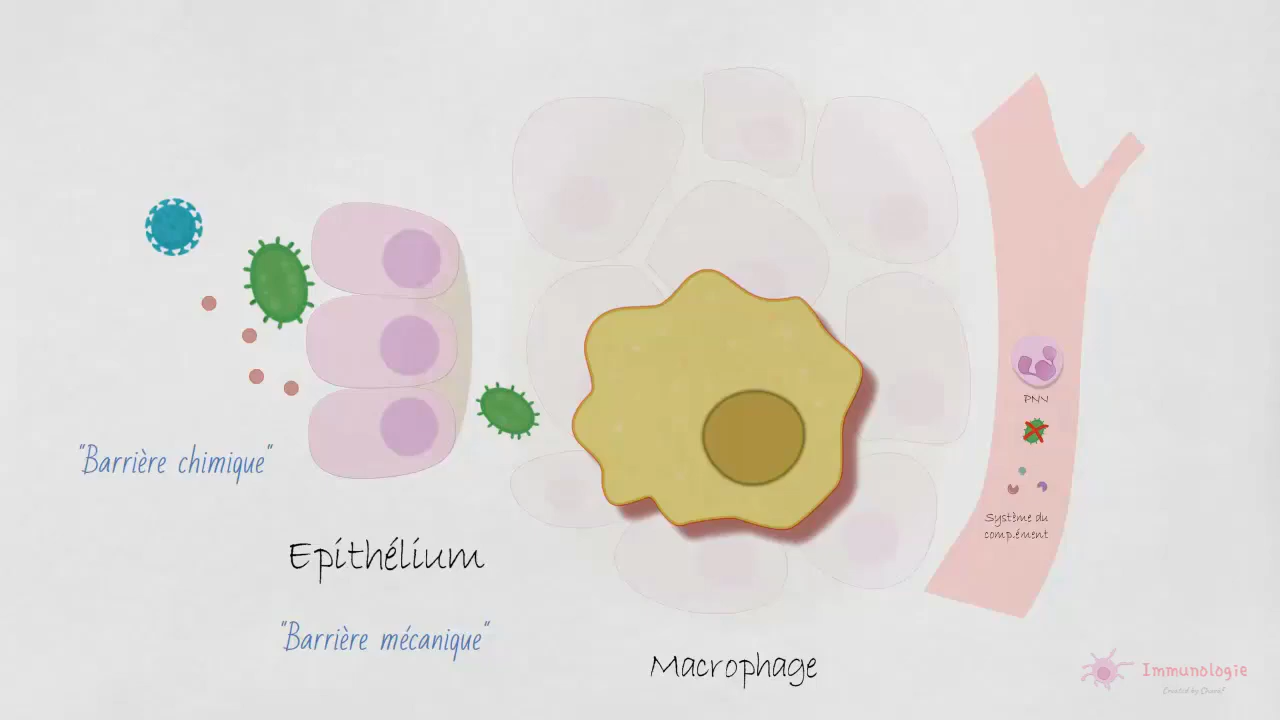 "Barrière chimique"
Epithélium
"Barrière mécanique"
Macrophage
PNN
Système du
complément
Immunologie